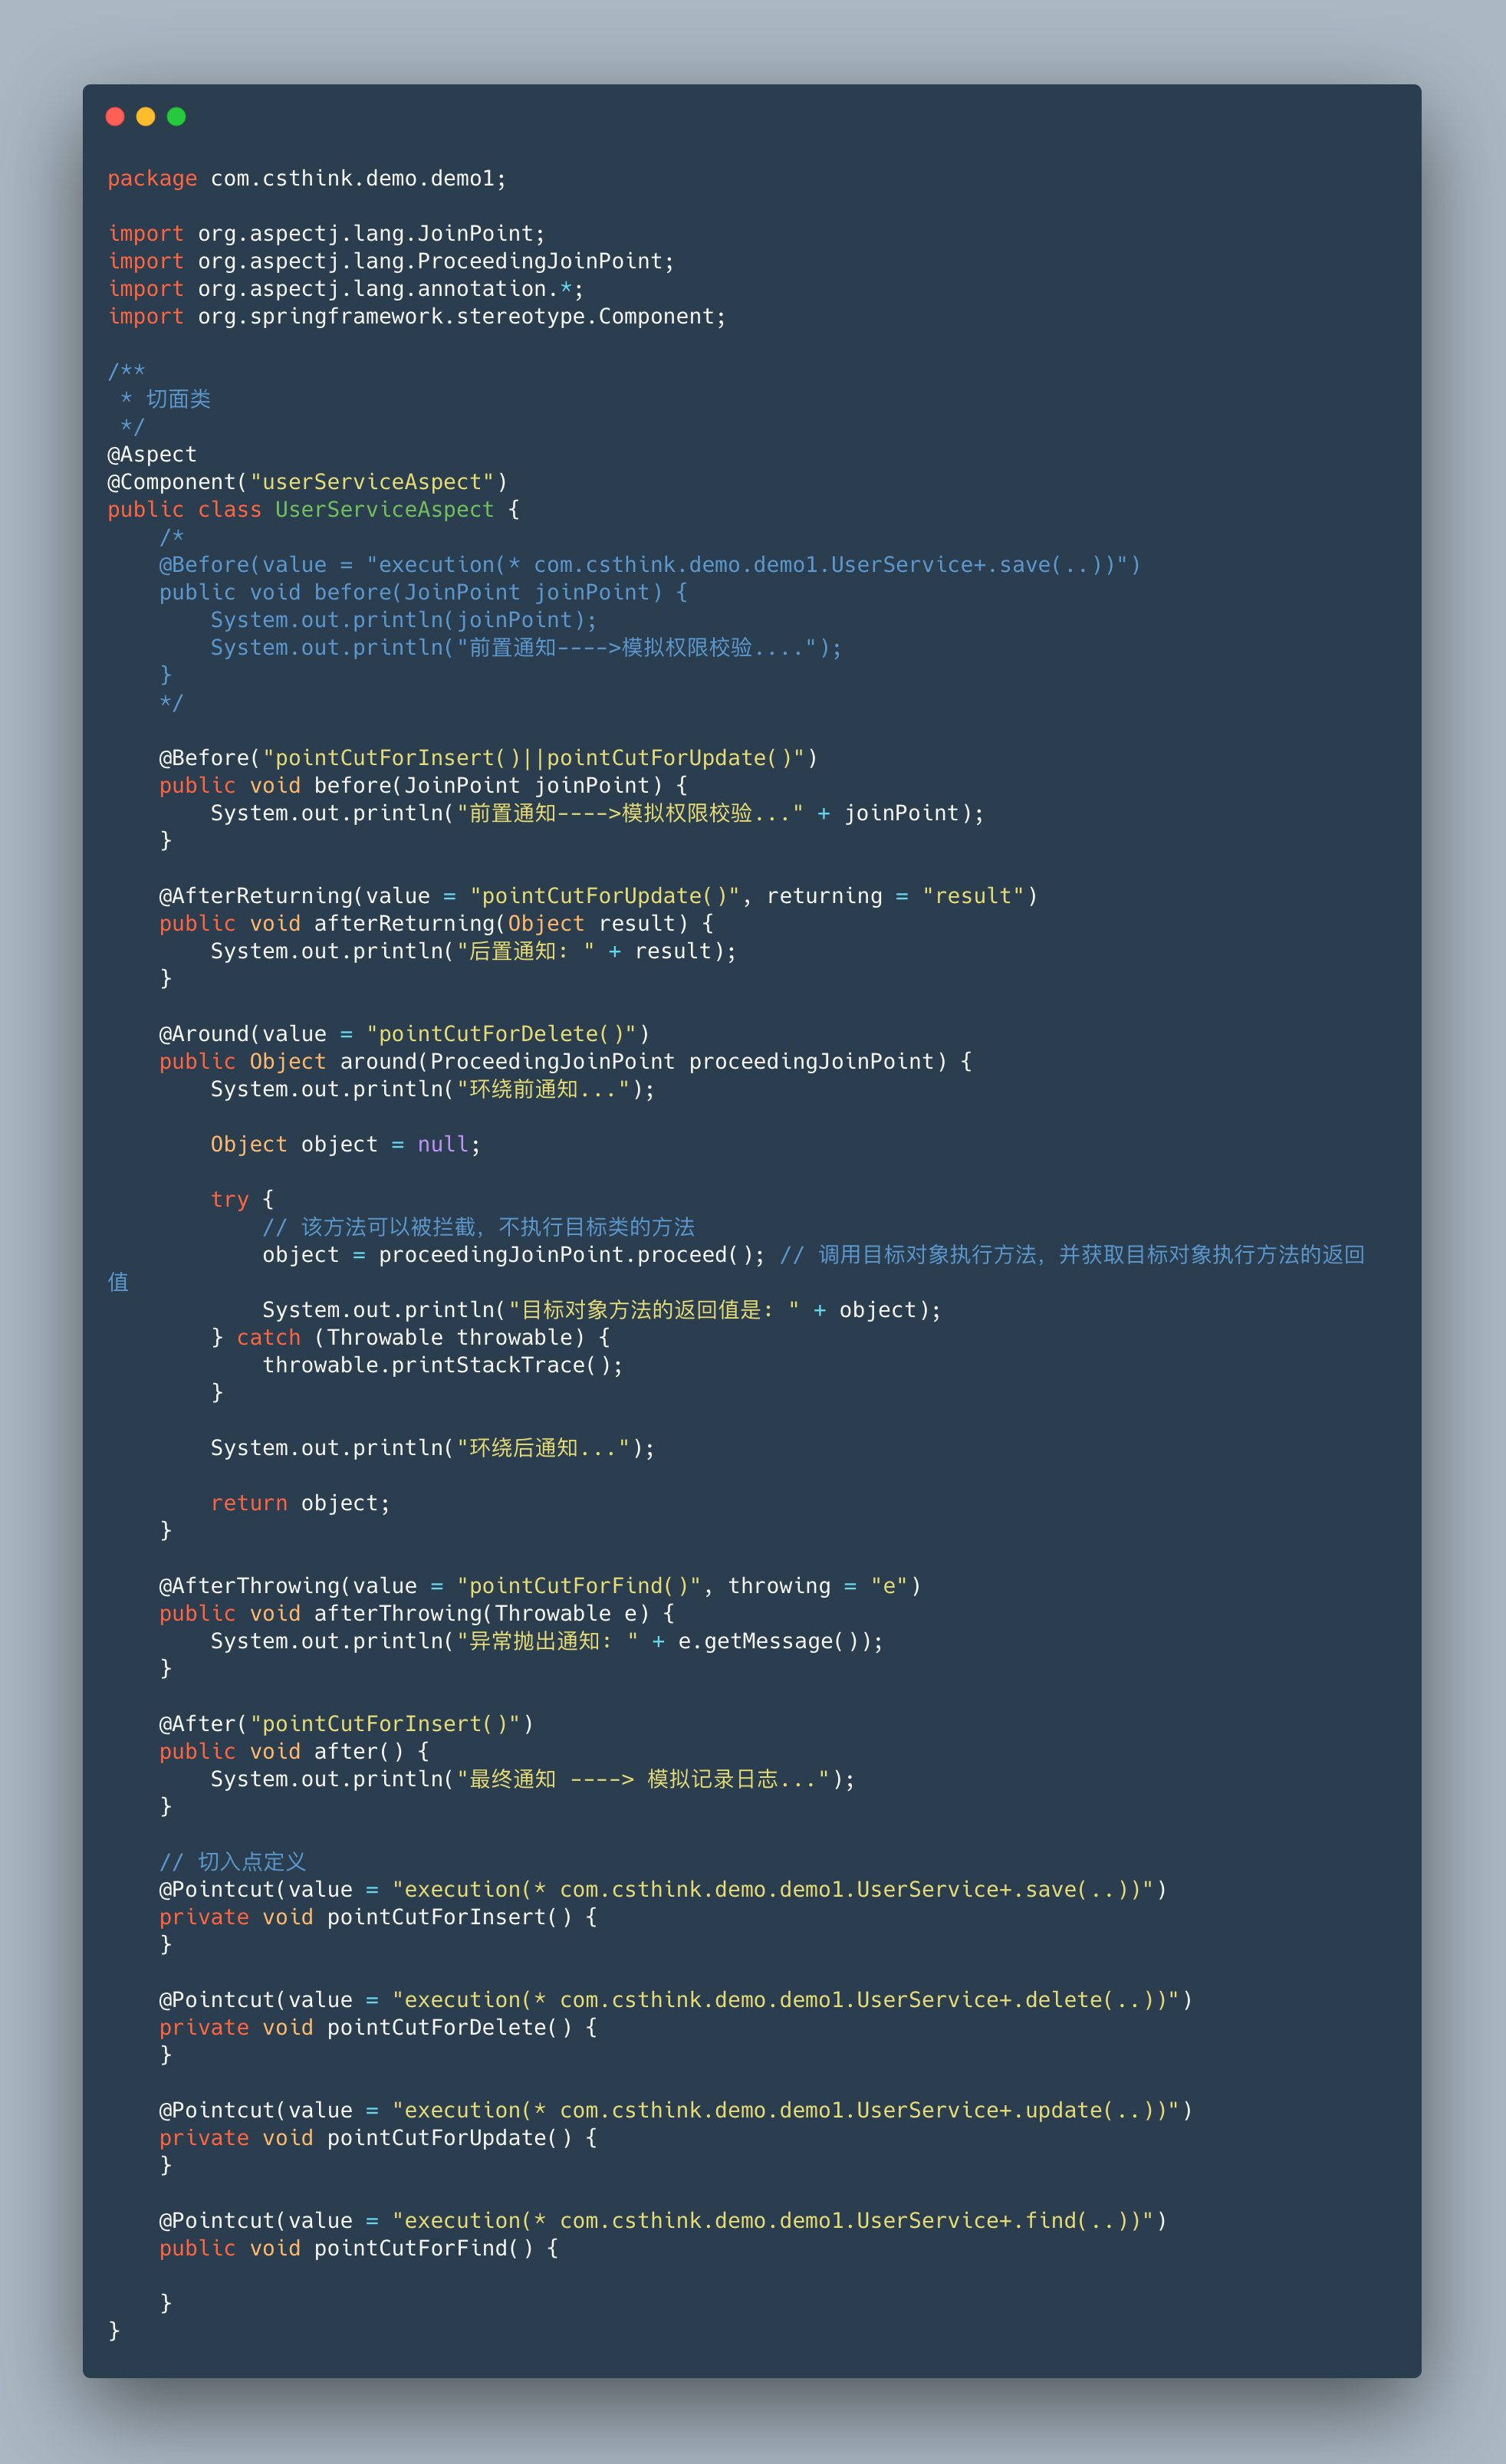 package com.csthink.demo.demo1;

import org.aspectj.lang.JoinPoint;
import org.aspectj.lang.ProceedingJoinPoint;
import org.aspectj.lang.annotation.*;
import org.springframework.stereotype.Component;

/**
 * 切面类
 */
@Aspect
@Component("userServiceAspect")
public class UserServiceAspect {
    /*
    @Before(value = "execution(* com.csthink.demo.demo1.UserService+.save(..))")
    public void before(JoinPoint joinPoint) {
        System.out.println(joinPoint);
        System.out.println("前置通知---->模拟权限校验....");
    }
    */

    @Before("pointCutForInsert()||pointCutForUpdate()")
    public void before(JoinPoint joinPoint) {
        System.out.println("前置通知---->模拟权限校验..." + joinPoint);
    }

    @AfterReturning(value = "pointCutForUpdate()", returning = "result")
    public void afterReturning(Object result) {
        System.out.println("后置通知: " + result);
    }

    @Around(value = "pointCutForDelete()")
    public Object around(ProceedingJoinPoint proceedingJoinPoint) {
        System.out.println("环绕前通知...");

        Object object = null;

        try {
            // 该方法可以被拦截，不执行目标类的方法
            object = proceedingJoinPoint.proceed(); // 调用目标对象执行方法，并获取目标对象执行方法的返回
值
            System.out.println("目标对象方法的返回值是: " + object);
        } catch (Throwable throwable) {
            throwable.printStackTrace();
        }

        System.out.println("环绕后通知...");

        return object;
    }

    @AfterThrowing(value = "pointCutForFind()", throwing = "e")
    public void afterThrowing(Throwable e) {
        System.out.println("异常抛出通知: " + e.getMessage());
    }

    @After("pointCutForInsert()")
    public void after() {
        System.out.println("最终通知 ----> 模拟记录日志...");
    }

    // 切入点定义
    @Pointcut(value = "execution(* com.csthink.demo.demo1.UserService+.save(..))")
    private void pointCutForInsert() {
    }

    @Pointcut(value = "execution(* com.csthink.demo.demo1.UserService+.delete(..))")
    private void pointCutForDelete() {
    }

    @Pointcut(value = "execution(* com.csthink.demo.demo1.UserService+.update(..))")
    private void pointCutForUpdate() {
    }

    @Pointcut(value = "execution(* com.csthink.demo.demo1.UserService+.find(..))")
    public void pointCutForFind() {

    }
}